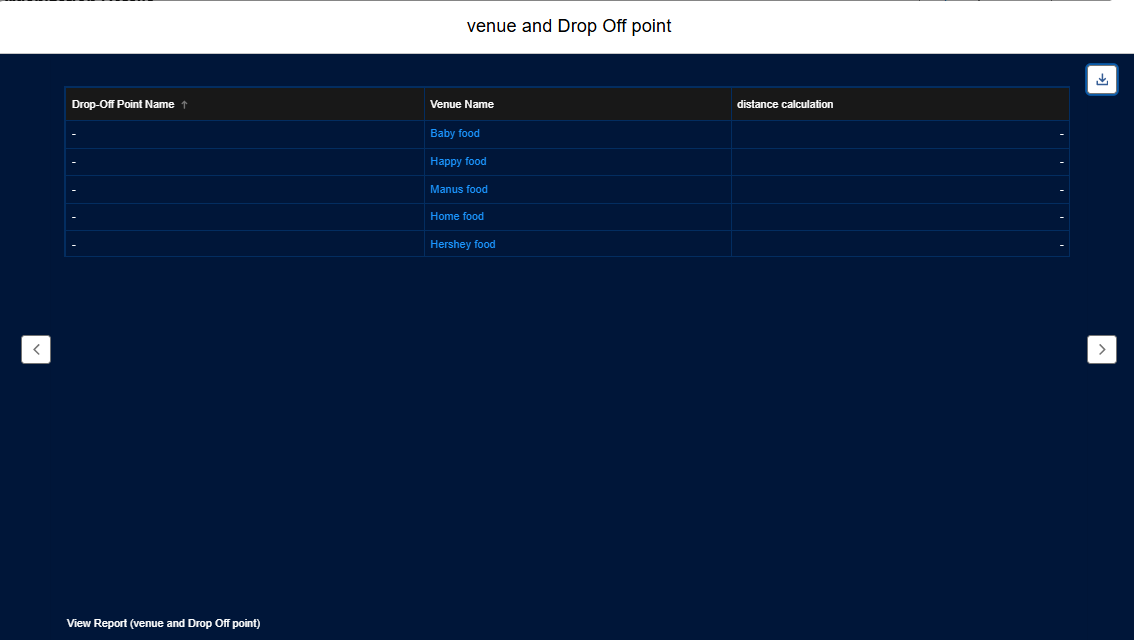 venue and Drop Off point
Drop-Off Point Name ↑ Venue Name distance calculation
- Baby food -
- Happy food -
- Manus food -
- Home food -
- Hershey food -
View Report (venue and Drop Off point)